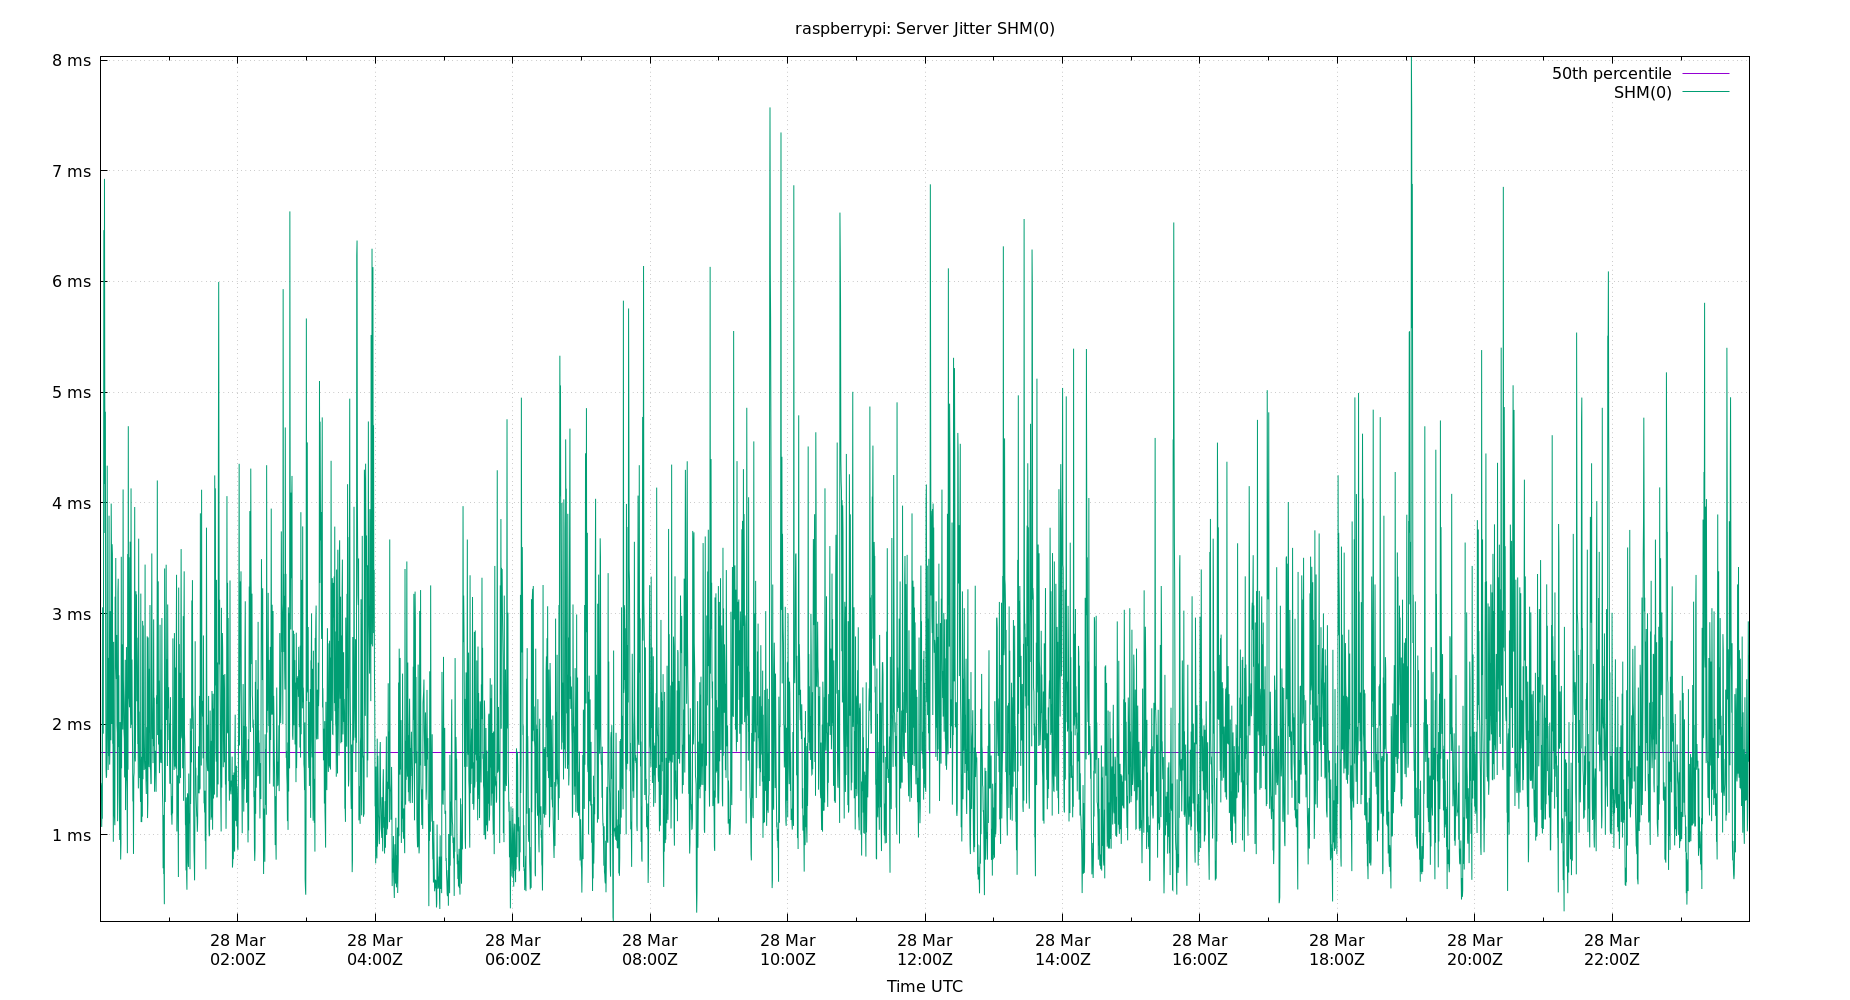 raspberrypi: Server Jitter SHM(0)
8 ms
7 ms
6 ms
5 ms
4 ms
3 ms
2 ms
1 ms
50th percentile
SHM(0)
28 Mar 28 Mar 28 Mar 28 Mar 28 Mar 28 Mar 28 Mar 28 Mar 28 Mar 28 Mar 28 Mar
02:00Z 04:00Z 06:00Z 08:00Z 10:00Z 12:00Z 14:00Z 16:00Z 18:00Z 20:00Z 22:00Z
Time UTC